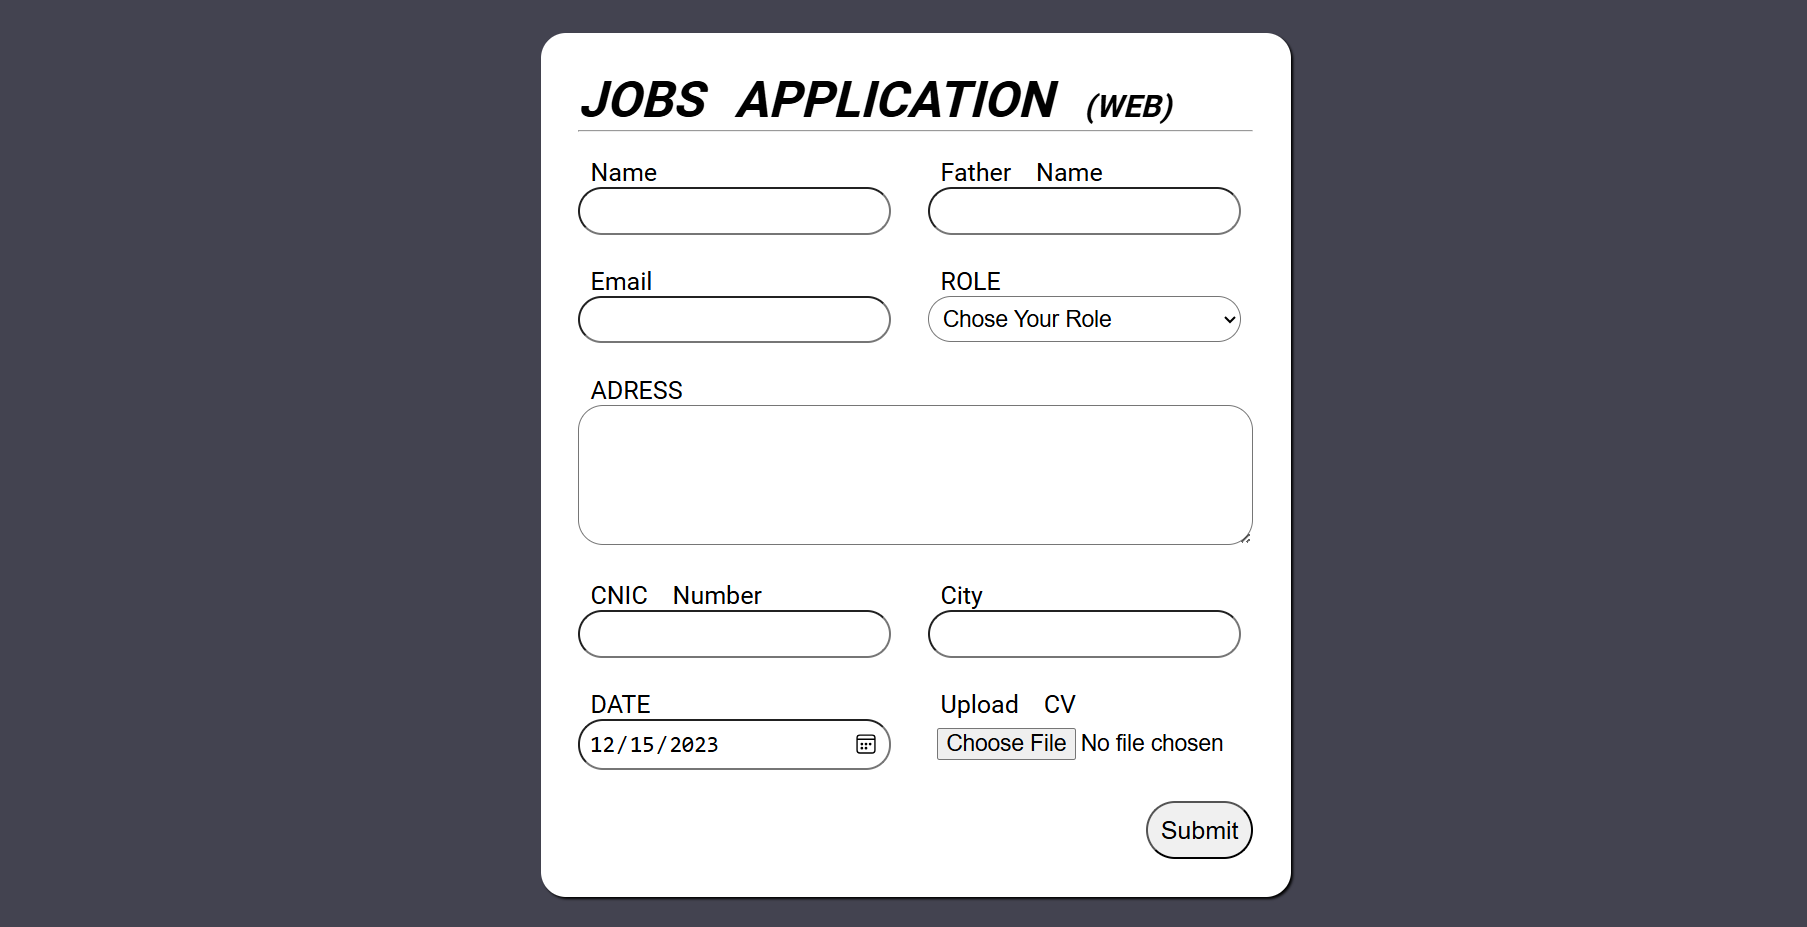 JOBS APPLICATION (WEB)
Name
Father Name
Email
ROLE
Chose Your Role
ADRESS
CNIC Number
City
DATE
12/15/2023
Upload CV
Choose File No file chosen
Submit